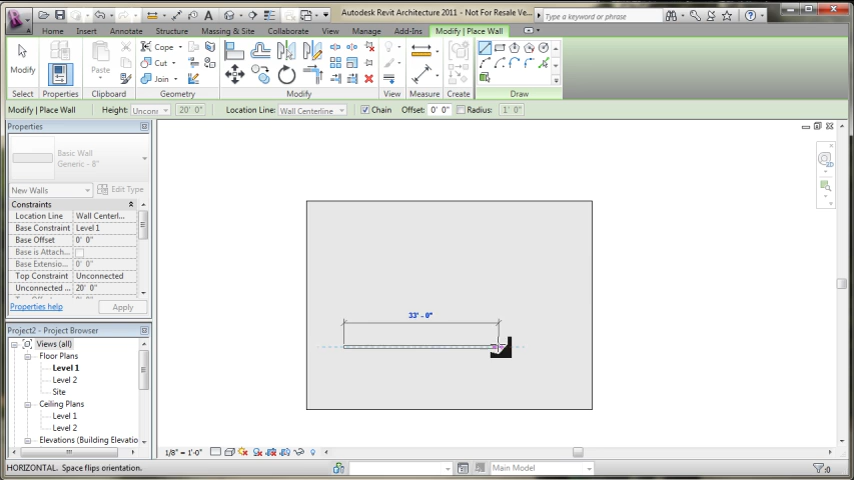 Autodesk Revit Architecture 2011 - Not For Resale Ve...
Type a keyword or phrase
Home Insert Annotate Structure Massing & Site Collaborate View Manage Add-Ins Modify | Place Wall
Modify Paste Cope Cut Join
Select Properties Clipboard Geometry Modify View Measure Create Draw
Modify | Place Wall Height: Unconn 20' 0" Location Line: Wall Centerline Chain Offset: 0' 0" Radius: 1' 0"
Properties
Basic Wall
Generic - 8"
New Walls Edit Type
Constraints
Location Line Wall Centerl...
Base Constraint Level 1
Base Offset 0' 0"
Base is Attach...
Base Extensio... 0' 0"
Top Constraint Unconnected
Unconnected ... 20' 0"
Properties help Apply
33' - 0"
Project2 - Project Browser
Views (all)
Floor Plans
Level 1
Level 2
Site
Ceiling Plans
Level 1
Level 2
Elevations (Building Elevatio
1/8" = 1'-0"
HORIZONTAL. Space flips orientation.
Main Model
:0